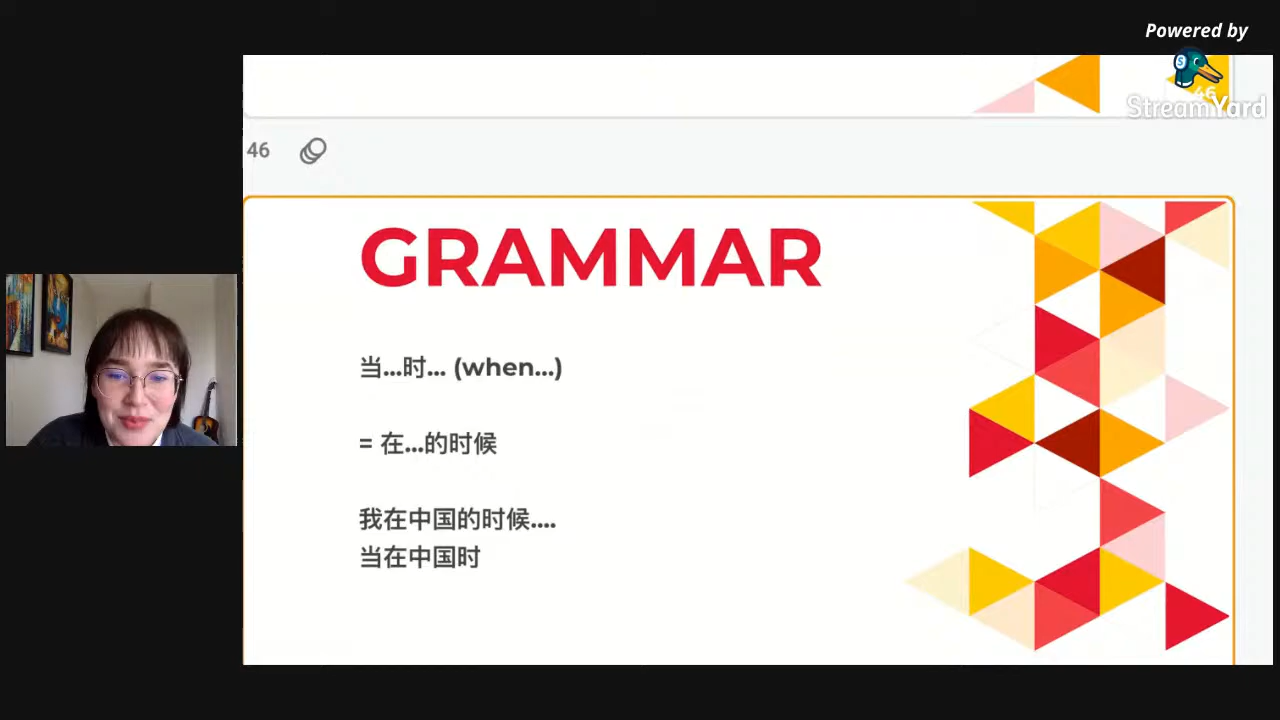 Powered by
46
StreamYard
46
GRAMMAR
当...时... (when...)
= 在...的时候
我在中国的时候....
当在中国时